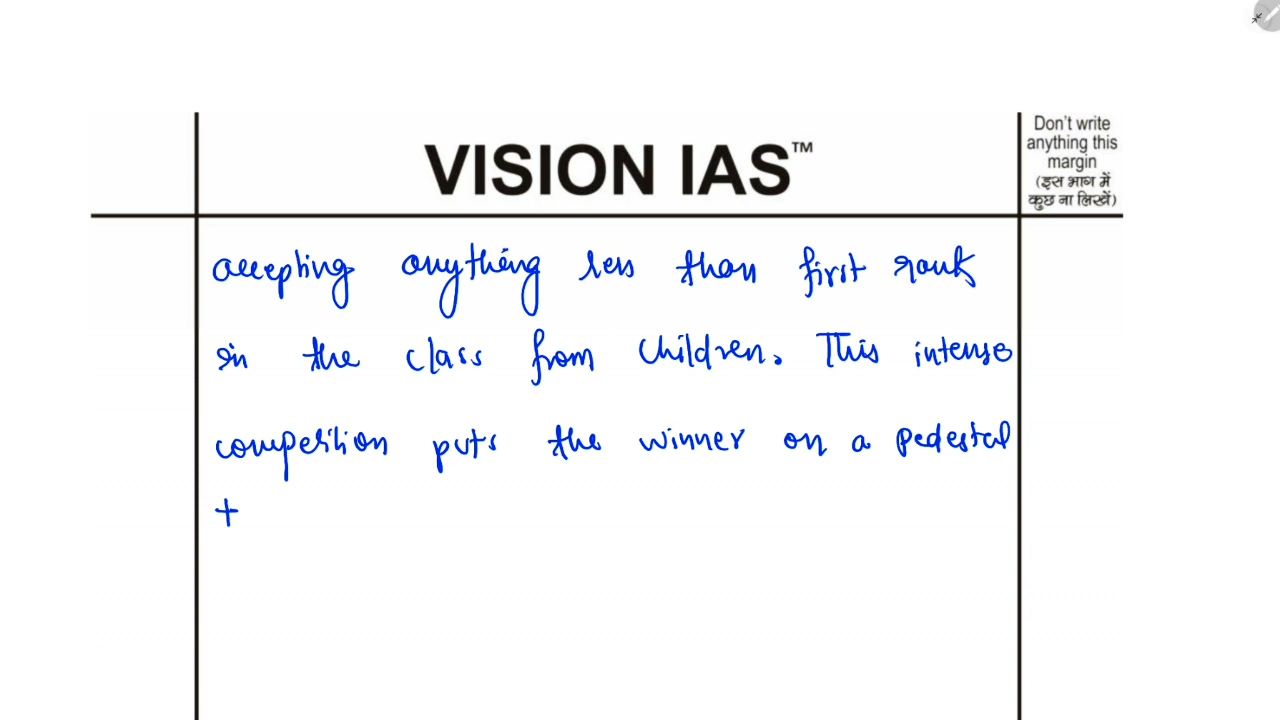 VISION IAS™
Don't write
anything this
margin
(इस भाग में
कुछ ना लिखें)
accepting anything less than first rank
in the class from children. This intense
competition puts the winner on a pedestal
t